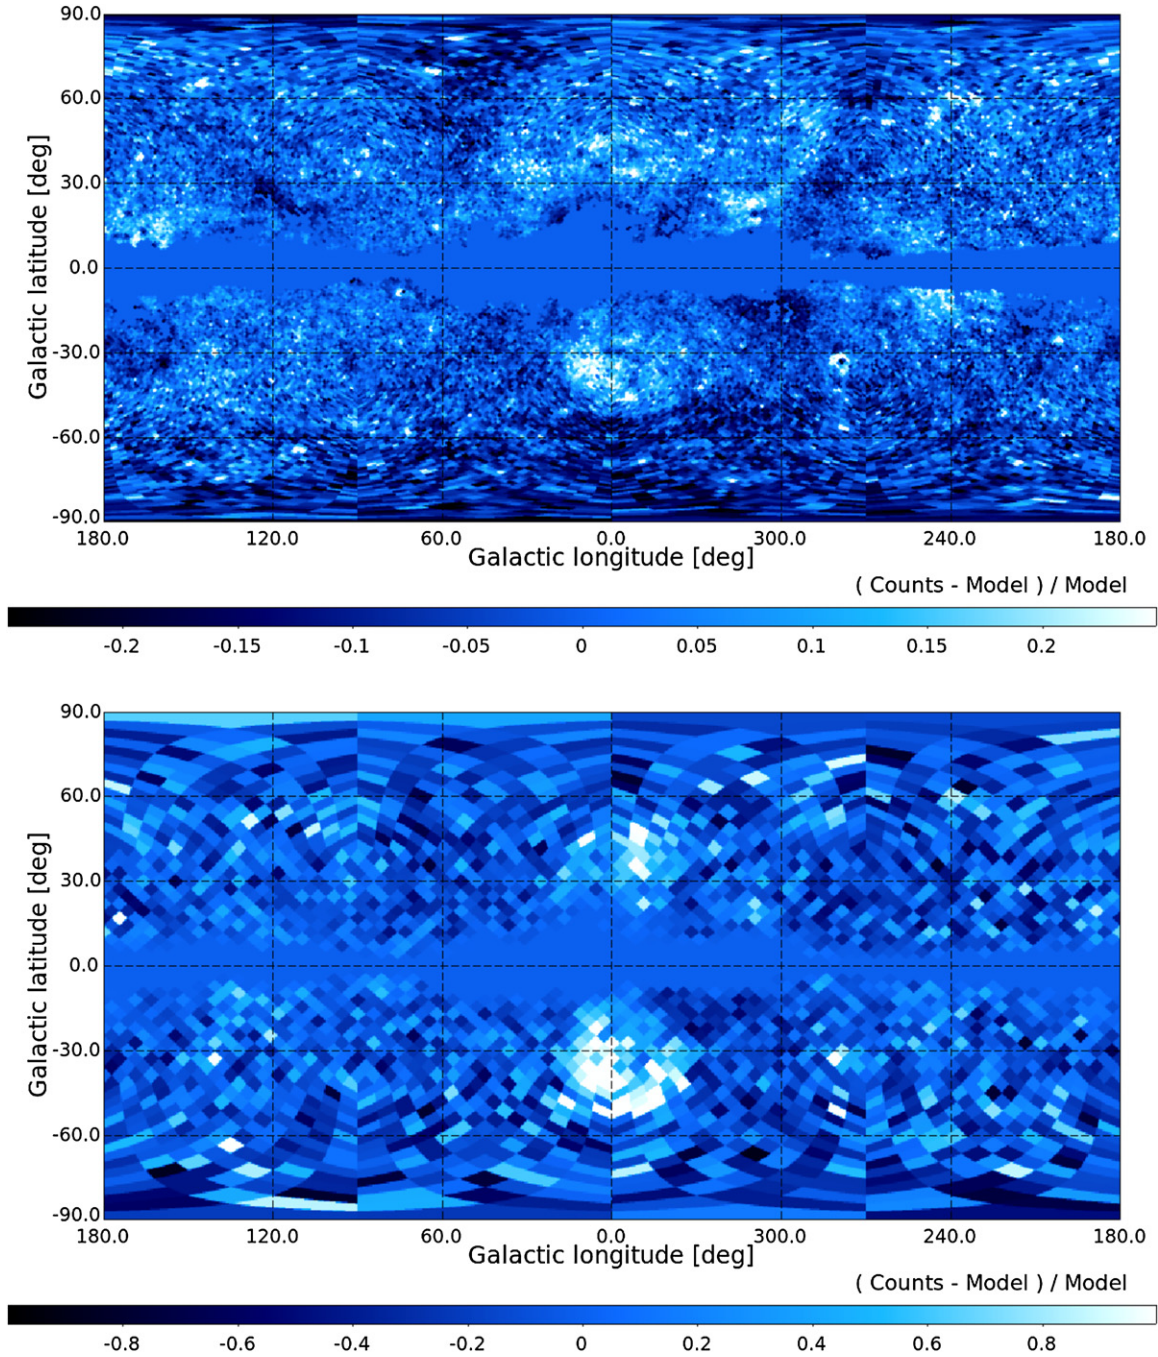 90.0
60.0
30.0
0.0
-30.0
-60.0
-90.0
Galactic latitude [deg]
180.0 120.0 60.0 0.0 300.0 240.0 180.0
Galactic longitude [deg]
( Counts - Model ) / Model
-0.2 -0.15 -0.1 -0.05 0 0.05 0.1 0.15 0.2
90.0
60.0
30.0
0.0
-30.0
-60.0
-90.0
Galactic latitude [deg]
180.0 120.0 60.0 0.0 300.0 240.0 180.0
Galactic longitude [deg]
( Counts - Model ) / Model
-0.8 -0.6 -0.4 -0.2 0 0.2 0.4 0.6 0.8